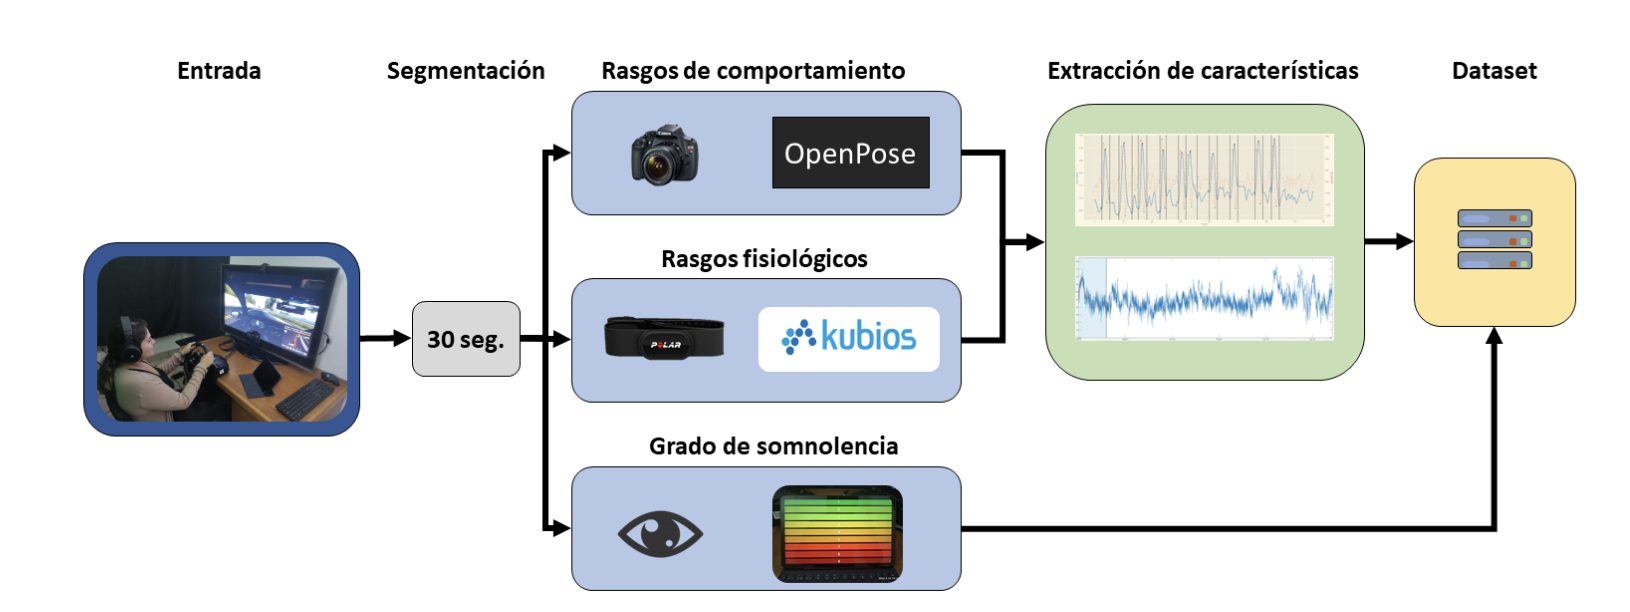 Entrada
Segmentación
Rasgos de comportamiento
Extracción de características
Dataset
OpenPose
Rasgos fisiológicos
30 seg.
POLAR
kubios
Grado de somnolencia